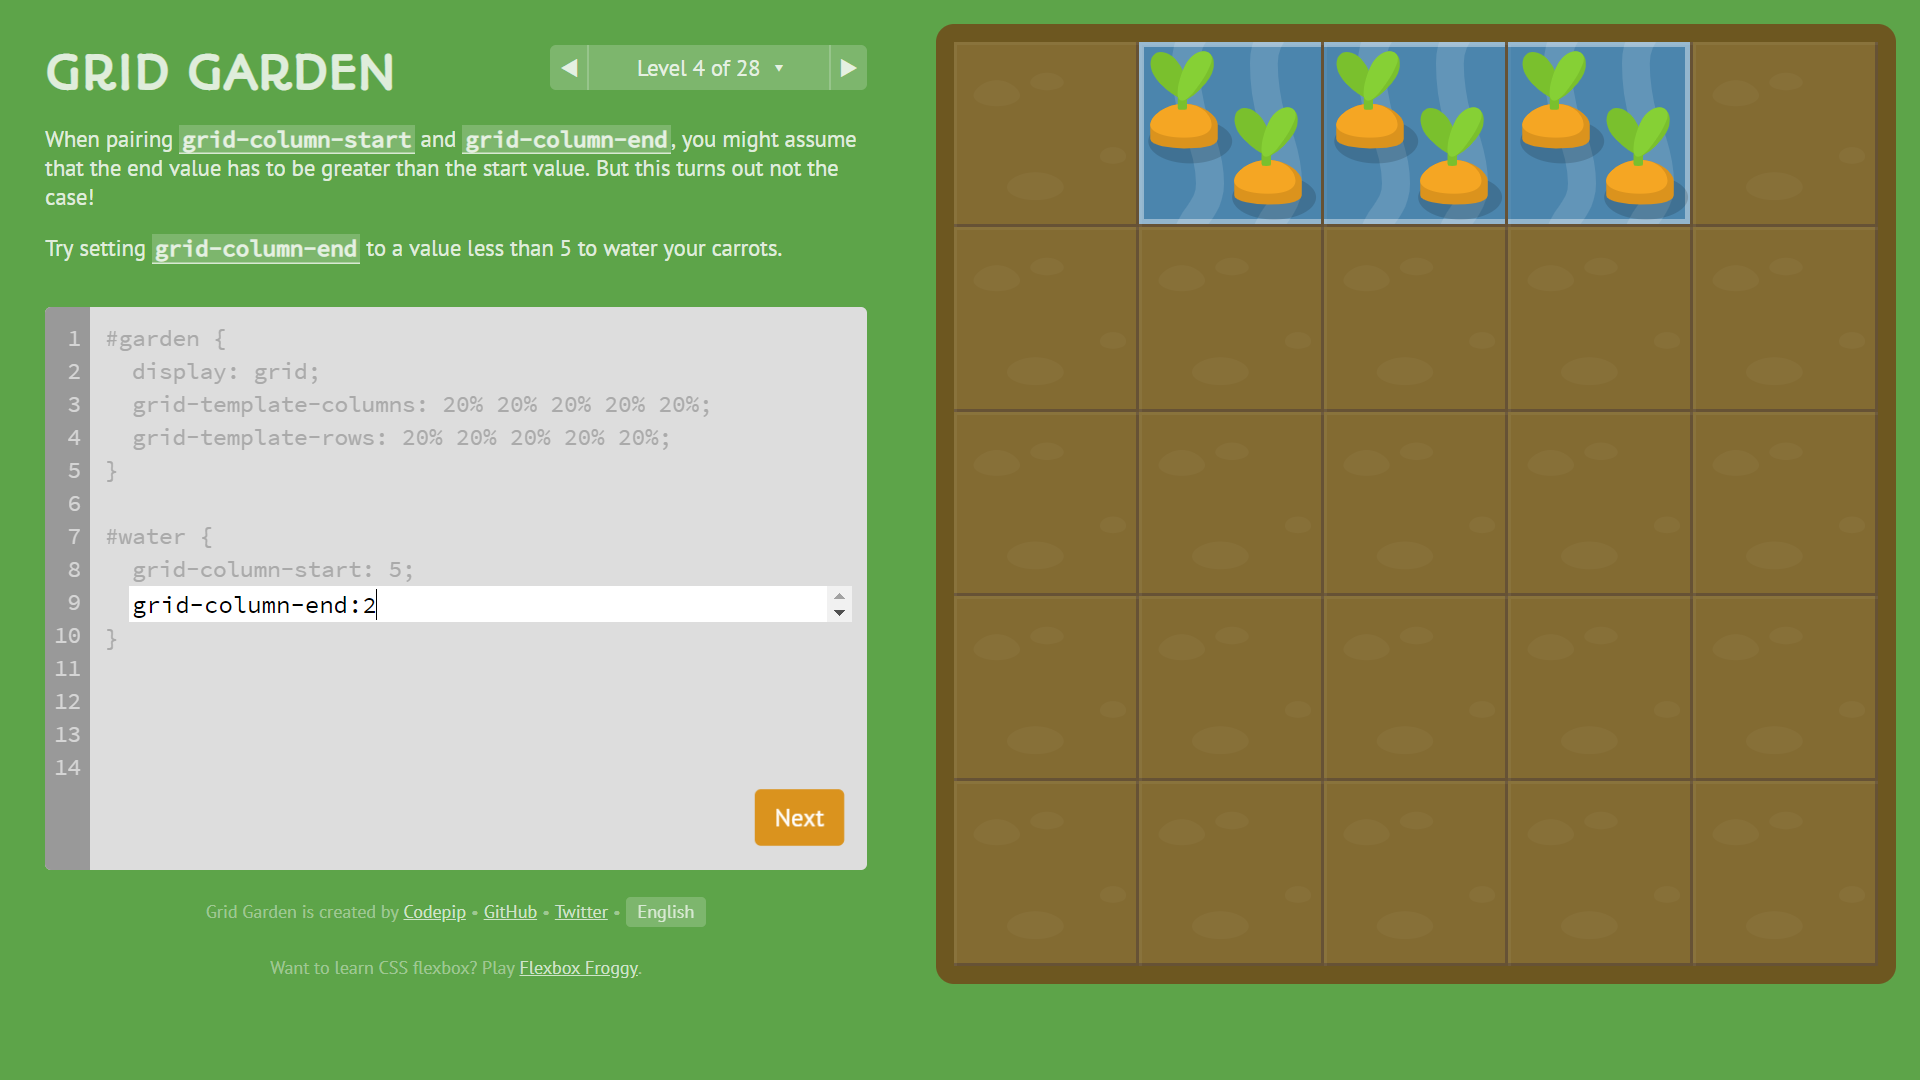 GRID GARDEN
◀ Level 4 of 28 ▾ ▶
When pairing grid-column-start and grid-column-end, you might assume
that the end value has to be greater than the start value. But this turns out not the
case!
Try setting grid-column-end to a value less than 5 to water your carrots.
1 #garden {
2 display: grid;
3 grid-template-columns: 20% 20% 20% 20% 20%;
4 grid-template-rows: 20% 20% 20% 20% 20%;
5 }
6
7 #water {
8 grid-column-start: 5;
9 grid-column-end:2
10 }
11
12
13
14
Next
Grid Garden is created by Codepip • GitHub • Twitter • English
Want to learn CSS flexbox? Play Flexbox Froggy.